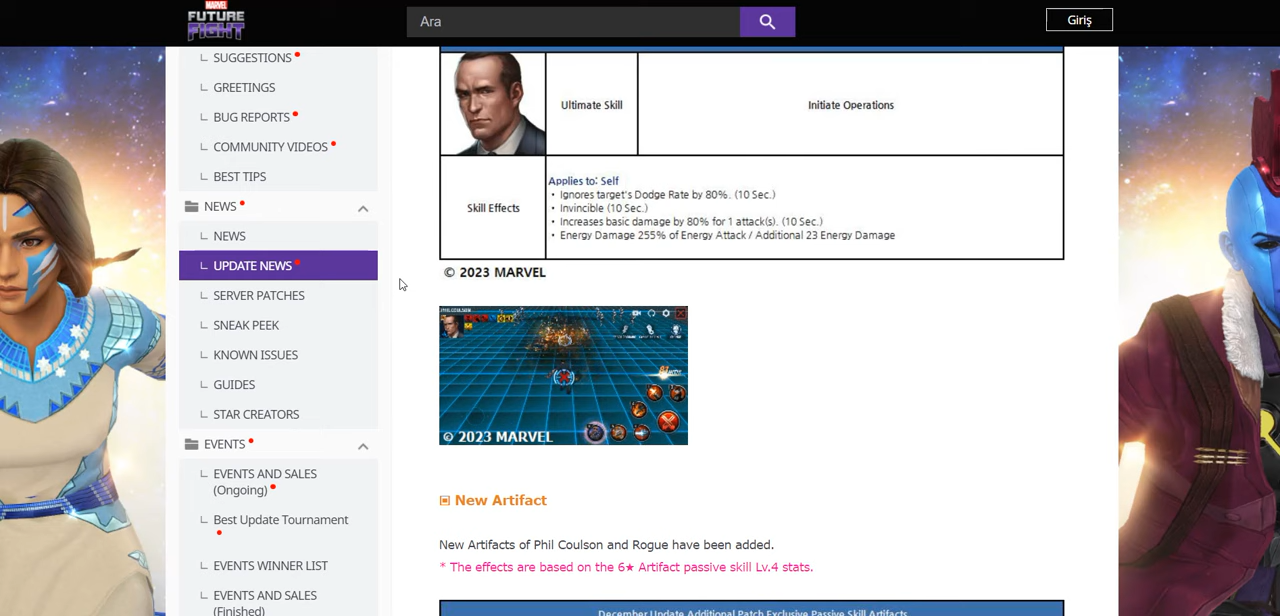 MARVEL
FUTURE
FIGHT
Ara
Giriş
SUGGESTIONS
GREETINGS
BUG REPORTS
COMMUNITY VIDEOS
BEST TIPS
NEWS
NEWS
UPDATE NEWS
SERVER PATCHES
SNEAK PEEK
KNOWN ISSUES
GUIDES
STAR CREATORS
EVENTS
EVENTS AND SALES
(Ongoing)
Best Update Tournament
EVENTS WINNER LIST
EVENTS AND SALES
(Finished)
Ultimate Skill
Initiate Operations
Skill Effects
Applies to: Self
• Ignores target's Dodge Rate by 80%. (10 Sec.)
• Invincible (10 Sec.)
• Increases basic damage by 80% for 1 attack(s). (10 Sec.)
• Energy Damage 255% of Energy Attack / Additional 23 Energy Damage
© 2023 MARVEL
© 2023 MARVEL
▣ New Artifact
New Artifacts of Phil Coulson and Rogue have been added.
* The effects are based on the 6★ Artifact passive skill Lv.4 stats.
December Update Additional Patch Exclusive Passive Skill Artifacts